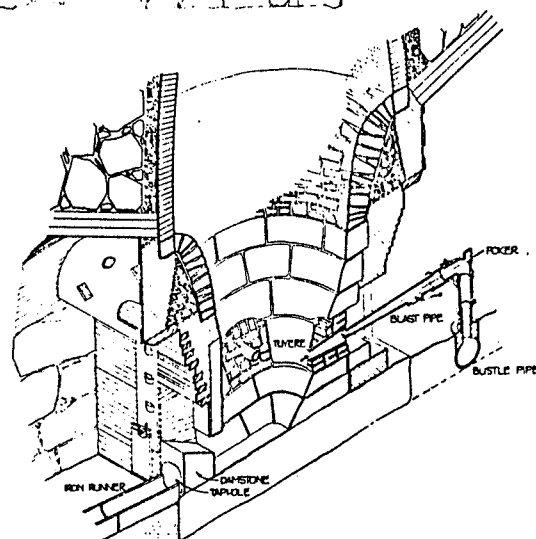 POKER
BLAST PIPE
TUYERE
BUSTLE PIPE
DAMSTONE
IRON RUNNER
TAPHOLE